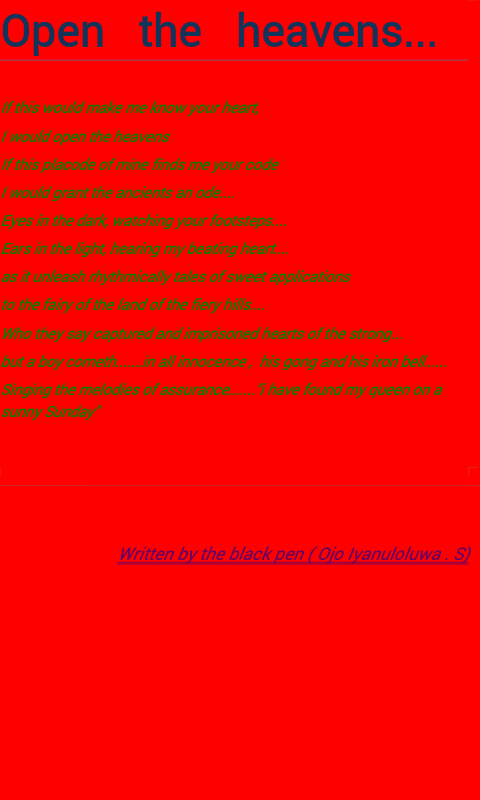 Open the heavens...
If this would make me know your heart,
I would open the heavens
If this placode of mine finds me your code
I would grant the ancients an ode...
Eyes in the dark, watching your footsteps...
Ears in the light, hearing my beating heart...
as it unleash rhythmically tales of sweet applications
to the fairy of the land of the fiery hills...
Who they say captured and imprisoned hearts of the strong...
but a boy cometh......in all innocence , his gong and his iron bell.....
Singing the melodies of assurance......"i have found my queen on a
sunny Sunday"
Written by the black pen ( Ojo Iyanuloluwa . S)